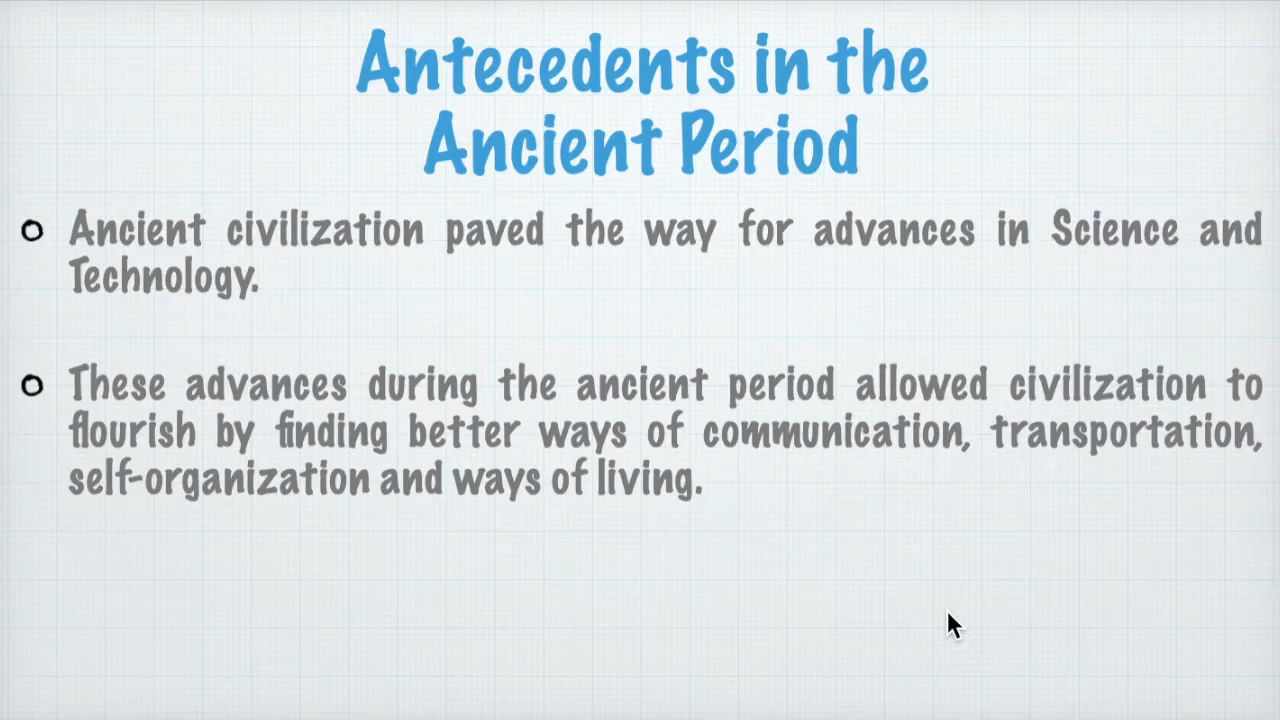 Antecedents in the
Ancient Period
Ancient civilization paved the way for advances in Science and
Technology.
These advances during the ancient period allowed civilization to
flourish by finding better ways of communication, transportation,
self-organization and ways of living.